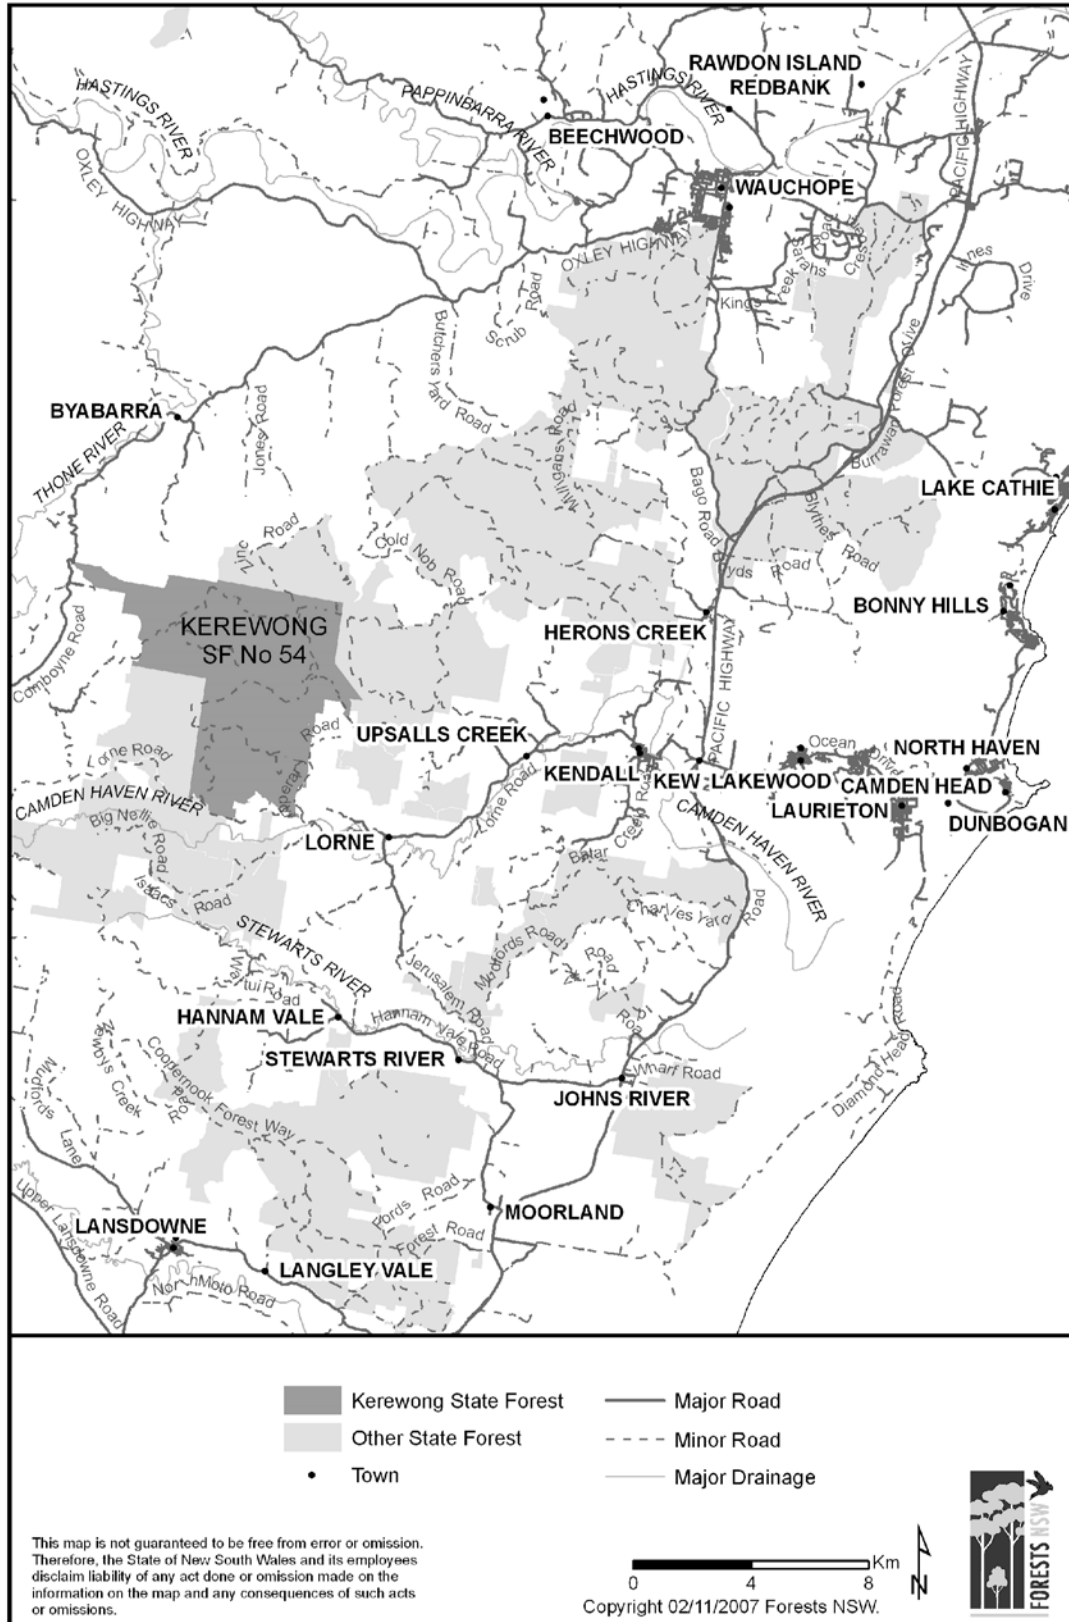 RAWDON ISLAND
REDBANK
HASTINGS RIVER
HASTINGS RIVER
PAPPINBARRA RIVER
BEECHWOOD
PACIFIC HIGHWAY
OXLEY HIGHWAY
WAUCHOPE
OXLEY HIGHWAY
Sarahs
Road
Innes
Drive
Kings Creek
Scrub Road
Butchers Yard Road
Burrawan Forest Drive
BYABARRA
Jones Road
Milligans Road
THONE RIVER
Bago Road
Blythes Road
LAKE CATHIE
Zinc Road
Cold Nob Road
Boyds Road
BONNY HILLS
KEREWONG
SF No 54
HERONS CREEK
Comboyne Road
PACIFIC HIGHWAY
UPSALLS CREEK
Ocean Drive
NORTH HAVEN
Lorne Road
KENDALL
KEW
LAKEWOOD
CAMDEN HEAD
CAMDEN HAVEN RIVER
LAURIETON
DUNBOGAN
Big Nellie Road
LORNE
Lorne Road
CAMDEN HAVEN RIVER
Batar Creek Road
Isaacs Road
Charleys Yard Road
STEWARTS RIVER
Mudfords Road
Road
Jerusalem Road
HANNAM VALE
Hannam Vale Road
STEWARTS RIVER
Wharf Road
JOHNS RIVER
Diamond Head Road
Newbys Creek Road
Coopernook Forest Way
Mudfords Lane
Fords Road
MOORLAND
Forest Road
Upper Lansdowne Road
LANSDOWNE
LANGLEY VALE
North Moto Road
Kerewong State Forest
Major Road
Other State Forest
Minor Road
Town
Major Drainage
This map is not guaranteed to be free from error or omission.
Therefore, the State of New South Wales and its employees
disclaim liability of any act done or omission made on the
information on the map and any consequences of such acts
or omissions.
Km
0 4 8
N
Copyright 02/11/2007 Forests NSW.
FORESTS NSW